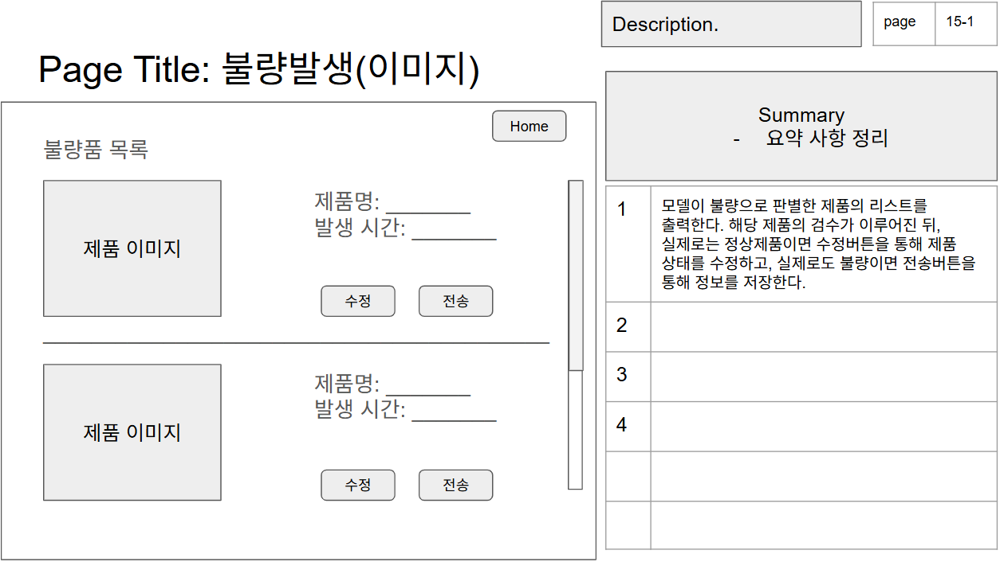 Page Title: 불량발생(이미지)
Home
불량품 목록
제품 이미지
제품명: ________
발생 시간: ________
수정
전송
제품 이미지
제품명: ________
발생 시간: ________
수정
전송
Description.
page
15-1
Summary
- 요약 사항 정리
1
모델이 불량으로 판별한 제품의 리스트를
출력한다. 해당 제품의 검수가 이루어진 뒤,
실제로는 정상제품이면 수정버튼을 통해 제품
상태를 수정하고, 실제로도 불량이면 전송버튼을
통해 정보를 저장한다.
2
3
4